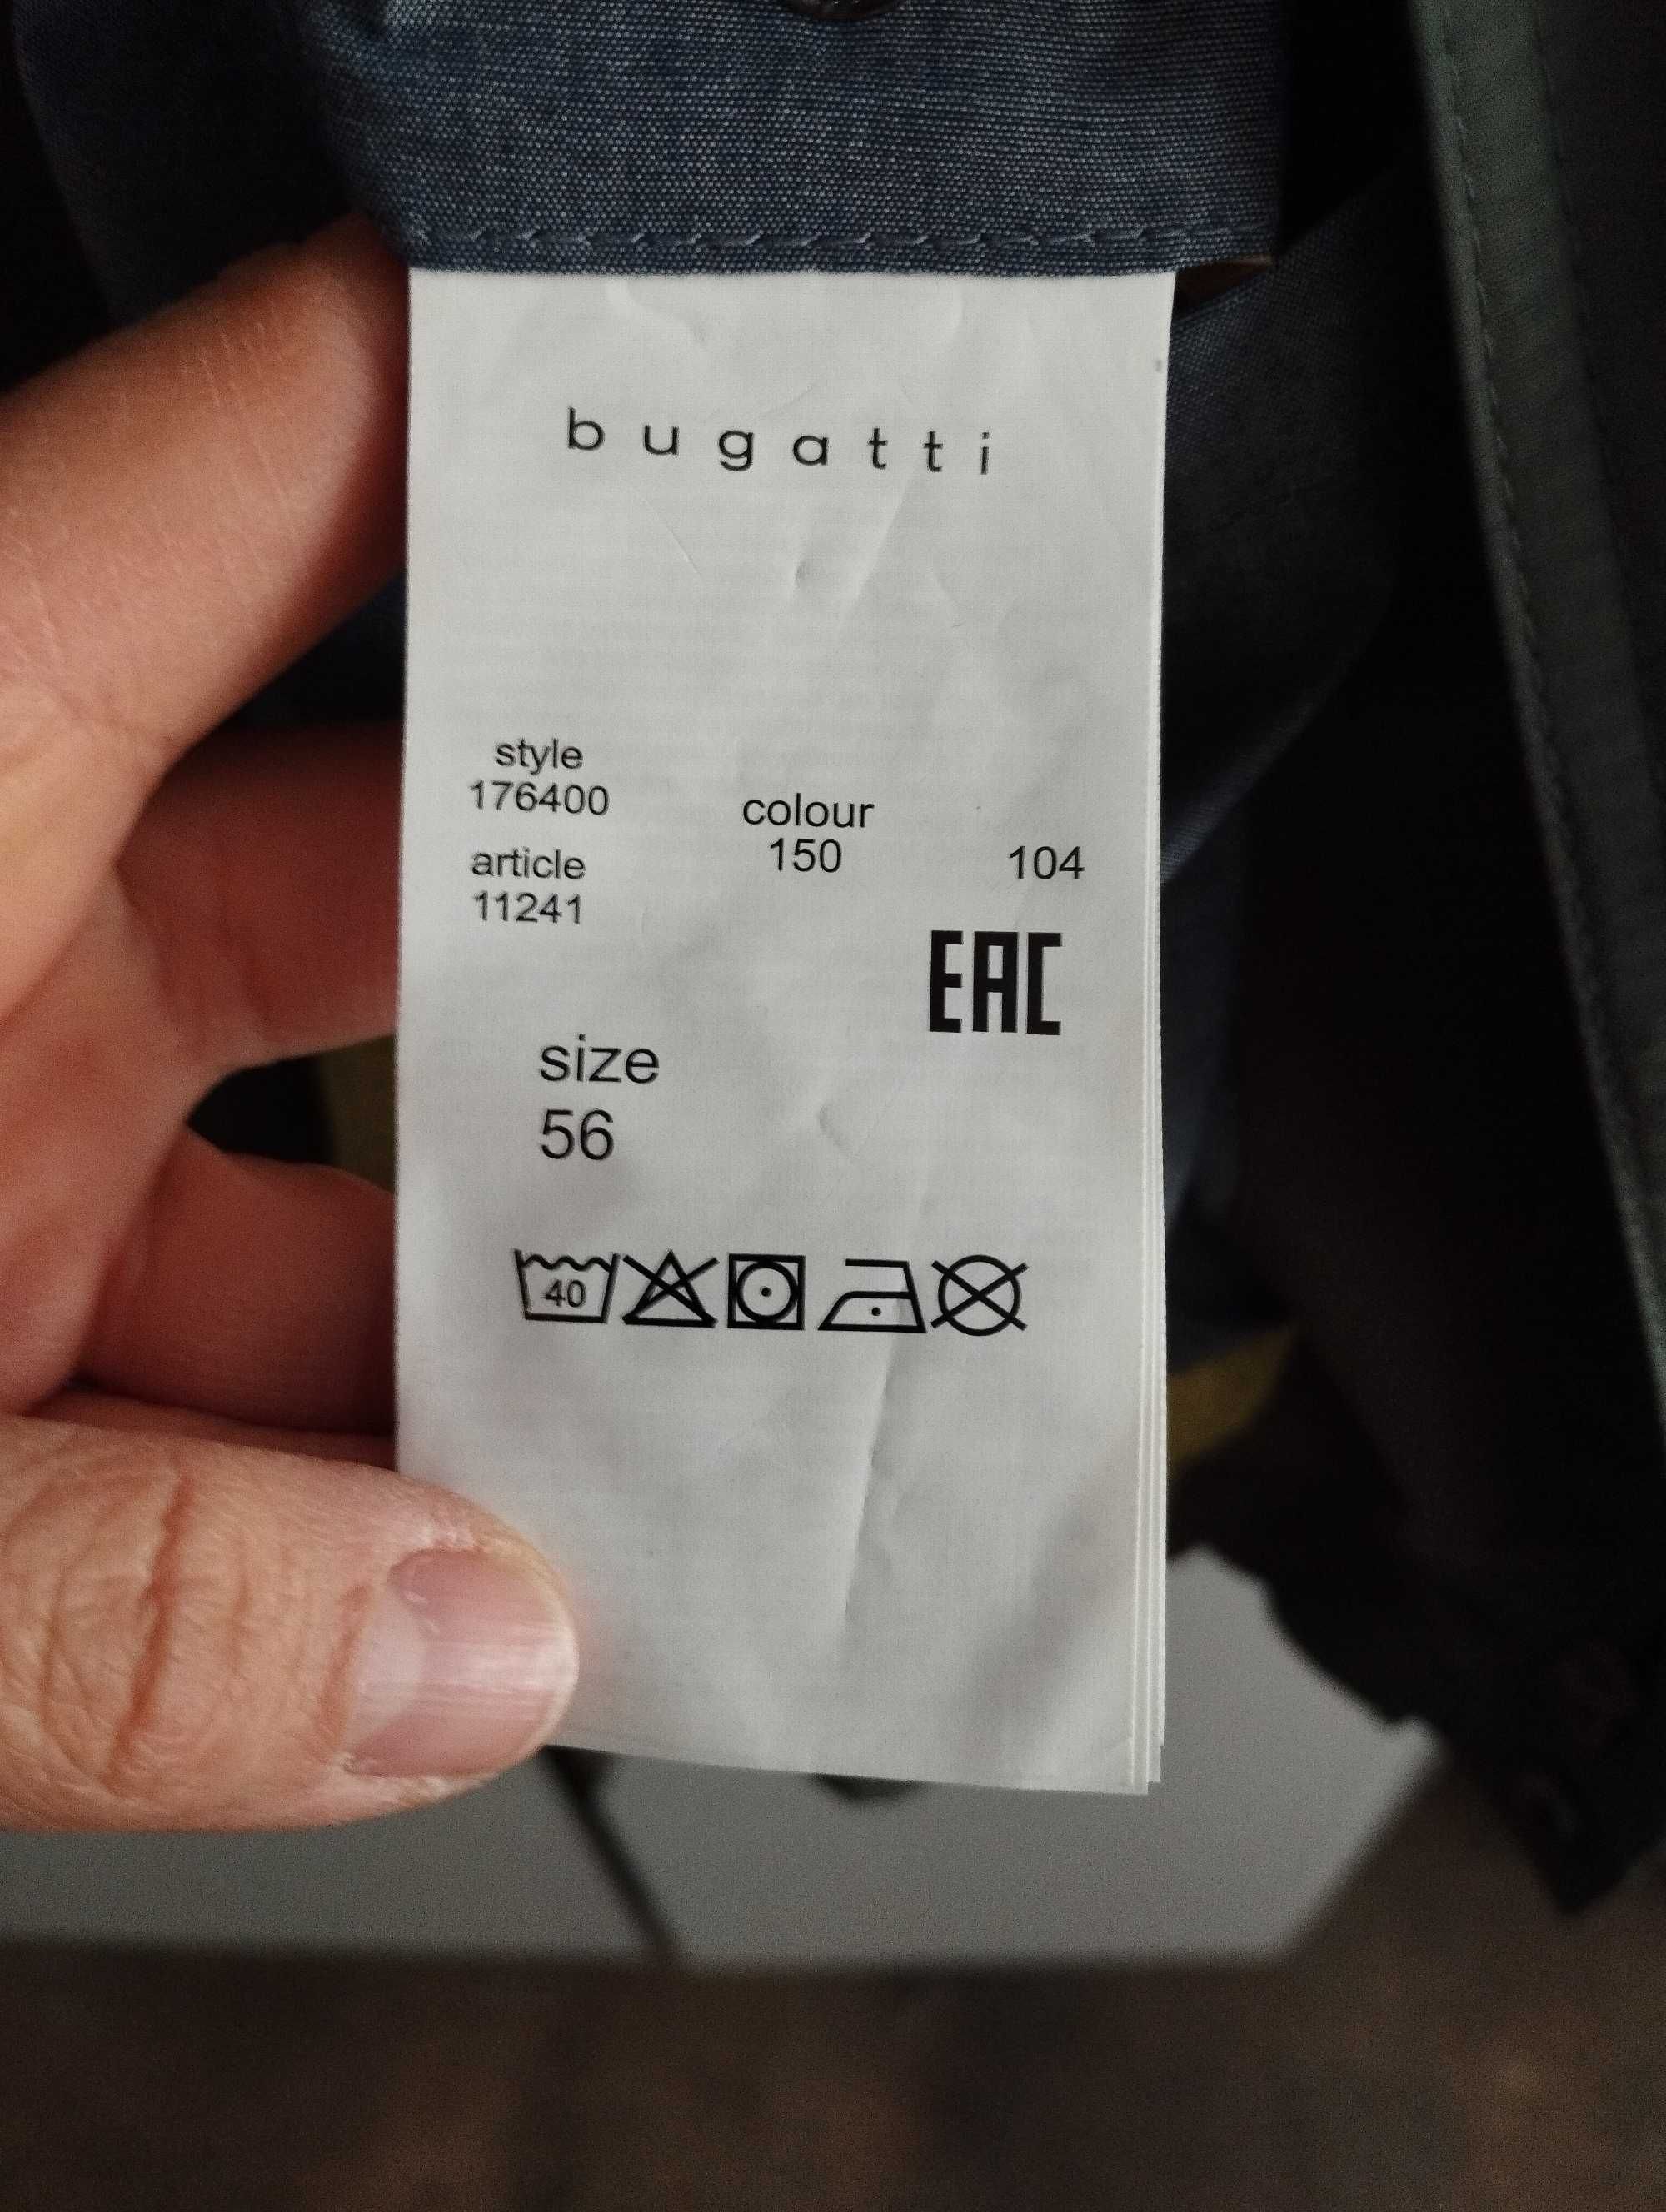 bugatti
style
176400
colour
150
104
article
11241
EAC
size
56
40